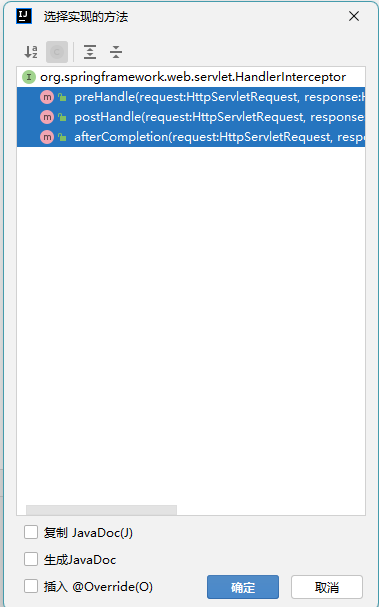 选择实现的方法
org.springframework.web.servlet.HandlerInterceptor
preHandle(request:HttpServletRequest, response:H
postHandle(request:HttpServletRequest, response
afterCompletion(request:HttpServletRequest, resp
复制 JavaDoc(J)
生成JavaDoc
插入 @Override(O)
确定
取消